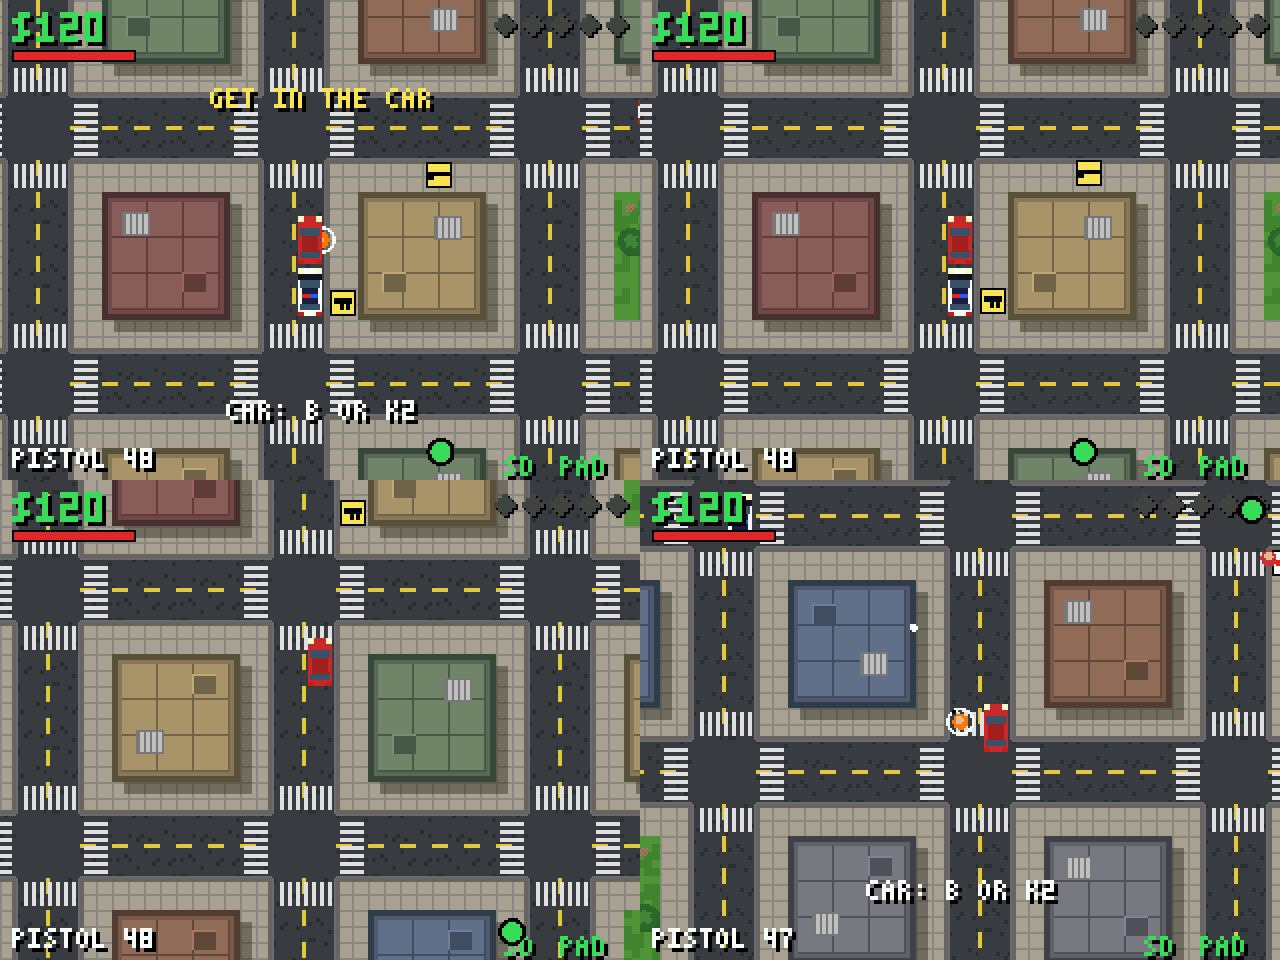 $120
GET IN THE CAR
CAR: B OR K2
PISTOL 48
SD PAD
$120
PISTOL 48
SD PAD
$120
PISTOL 48
SD PAD
$120
CAR: B OR K2
PISTOL 47
SD PAD